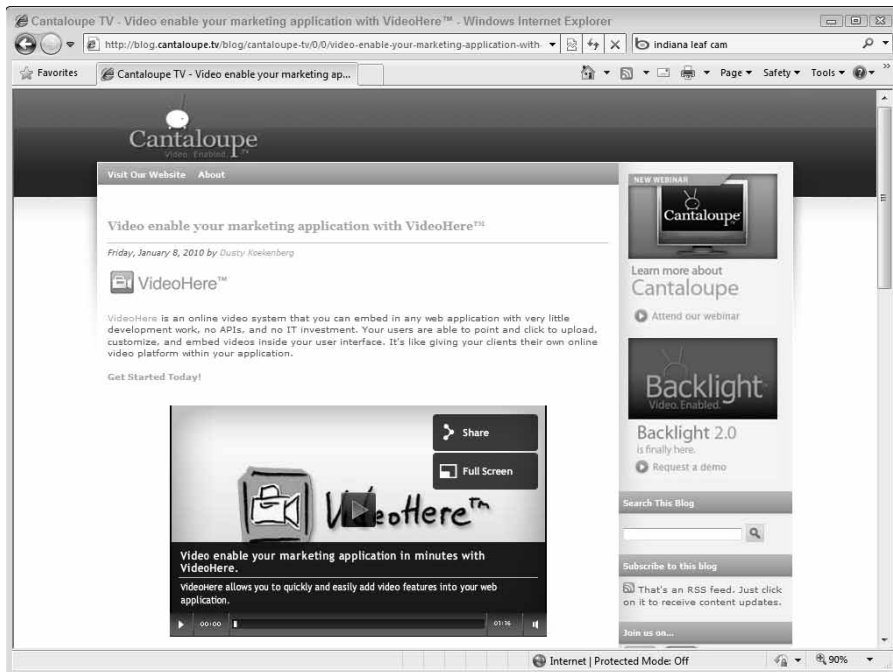 Cantaloupe TV - Video enable your marketing application with VideoHere™ - Windows Internet Explorer
http://blog.cantaloupe.tv/blog/cantaloupe-tv/0/0/video-enable-your-marketing-application-with-
indiana leaf cam
Favorites
Cantaloupe TV - Video enable your marketing ap...
Page
Safety
Tools
Cantaloupe
Video. Enabled. TV
Visit Our Website About
Video enable your marketing application with VideoHere™
Friday, January 8, 2010 by Dusty Koekenberg
VideoHere™
VideoHere is an online video system that you can embed in any web application with very little
development work, no APIs, and no IT investment. Your users are able to point and click to upload,
customize, and embed videos inside your user interface. It's like giving your clients their own online
video platform within your application.
Get Started Today!
Share
Full Screen
VideoHere™
Video enable your marketing application in minutes with
VideoHere.
VideoHere allows you to quickly and easily add video features into your web
application.
00:00
01:16
NEW WEBINAR
Cantaloupe
Learn more about
Cantaloupe
Attend our webinar
Backlight™
Video. Enabled.
Backlight 2.0
is finally here.
Request a demo
Search This Blog
Subscribe to this blog
That's an RSS feed. Just click
on it to receive content updates.
Join us on...
Internet | Protected Mode: Off
90%